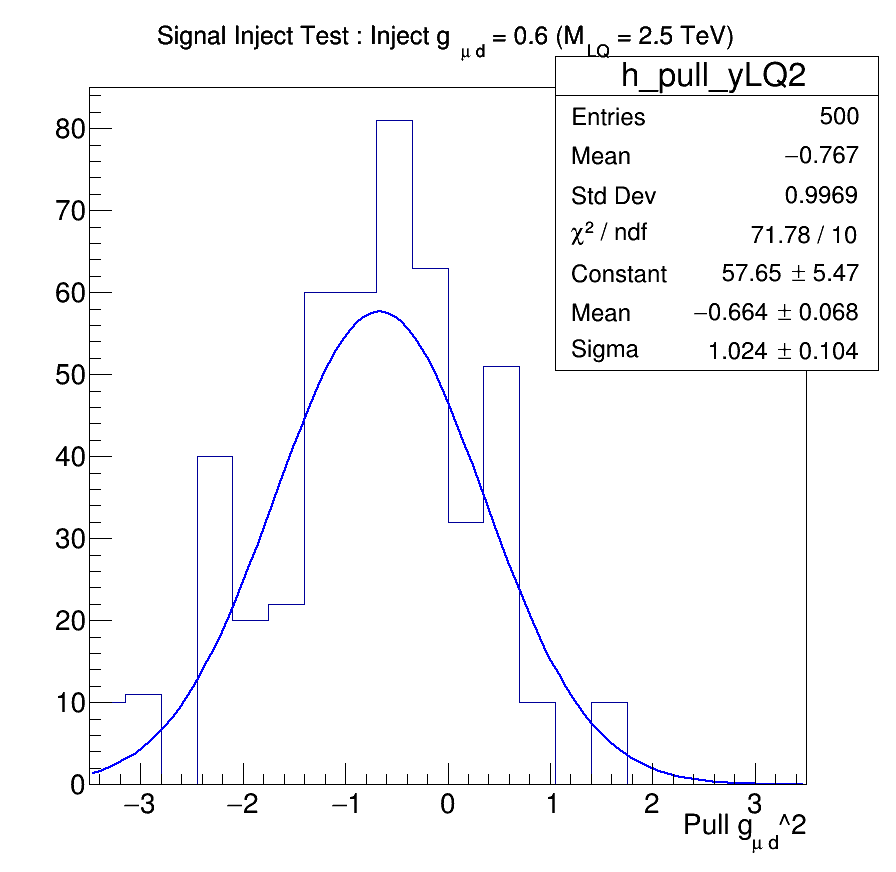 Signal Inject Test : Inject g μ d = 0.6 (M LQ = 2.5 TeV)
h_pull_yLQ2
Entries 500
Mean −0.767
Std Dev 0.9969
χ² / ndf 71.78 / 10
Constant 57.65 ± 5.47
Mean −0.664 ± 0.068
Sigma 1.024 ± 0.104
80
70
60
50
40
30
20
10
0
−3 −2 −1 0 1 2 3
Pull g μ d^2